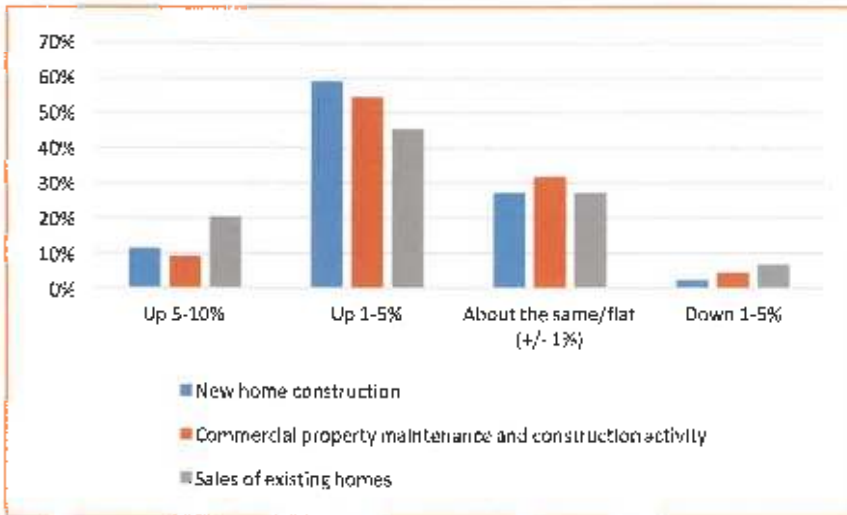 70%
60%
50%
40%
30%
20%
10%
0%
Up 5-10%
Up 1-5%
About the same/flat
(+/- 1%)
Down 1-5%
New home construction
Commercial property maintenance and construction activity
Sales of existing homes